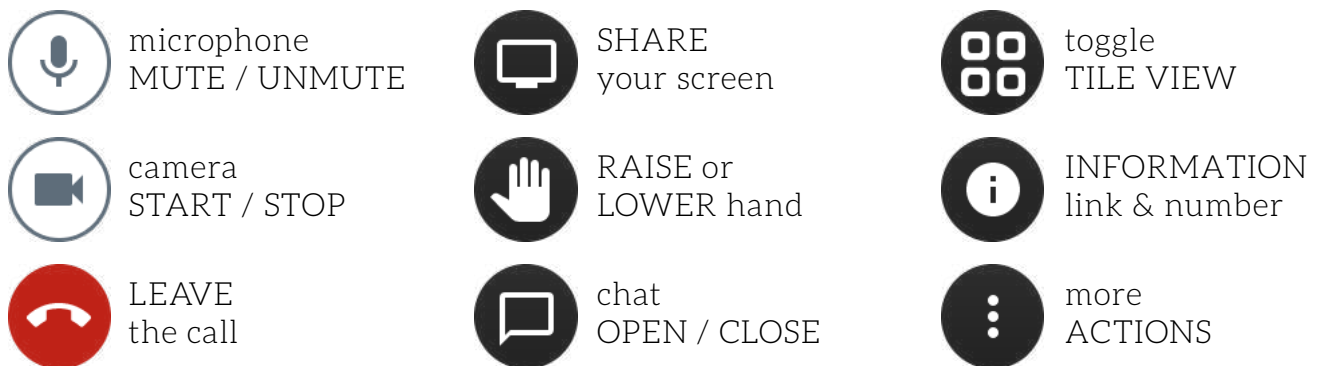 microphone
MUTE / UNMUTE
camera
START / STOP
LEAVE
the call
SHARE
your screen
RAISE or
LOWER hand
chat
OPEN / CLOSE
toggle
TILE VIEW
INFORMATION
link & number
more
ACTIONS